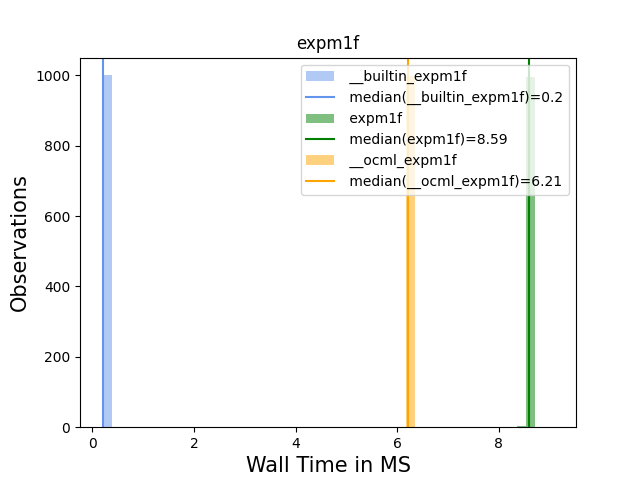 expm1f
__builtin_expm1f
median(__builtin_expm1f)=0.2
expm1f
median(expm1f)=8.59
__ocml_expm1f
median(__ocml_expm1f)=6.21
Observations
1000
800
600
400
200
0
0 2 4 6 8
Wall Time in MS